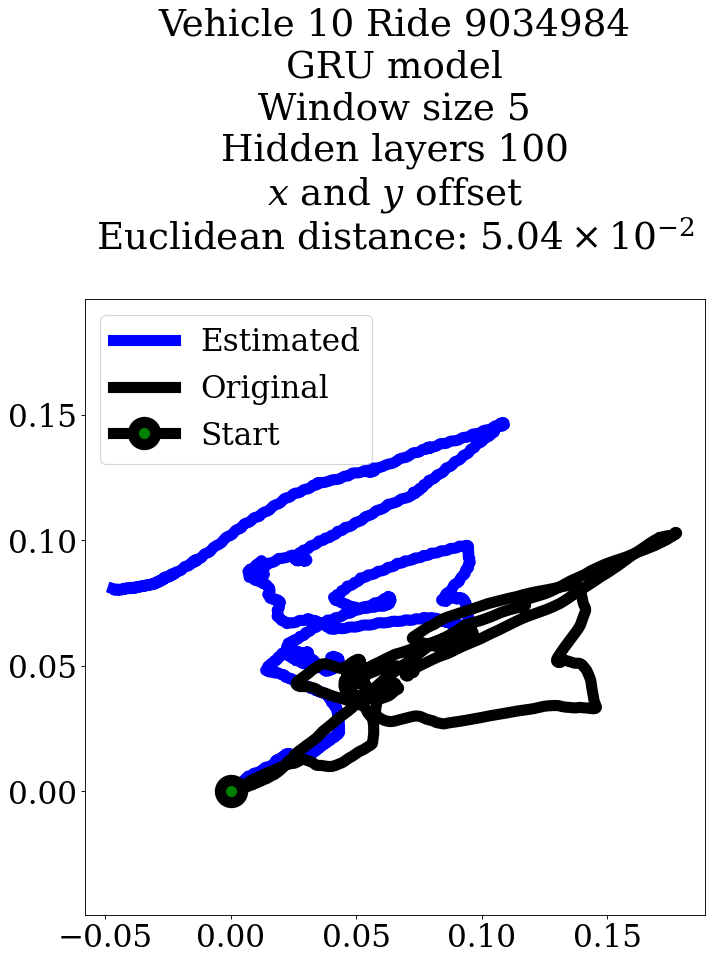 Vehicle 10 Ride 9034984
GRU model
Window size 5
Hidden layers 100
x and y offset
Euclidean distance: 5.04 × 10⁻²
Estimated
Original
Start
0.15
0.10
0.05
0.00
−0.05 0.00 0.05 0.10 0.15